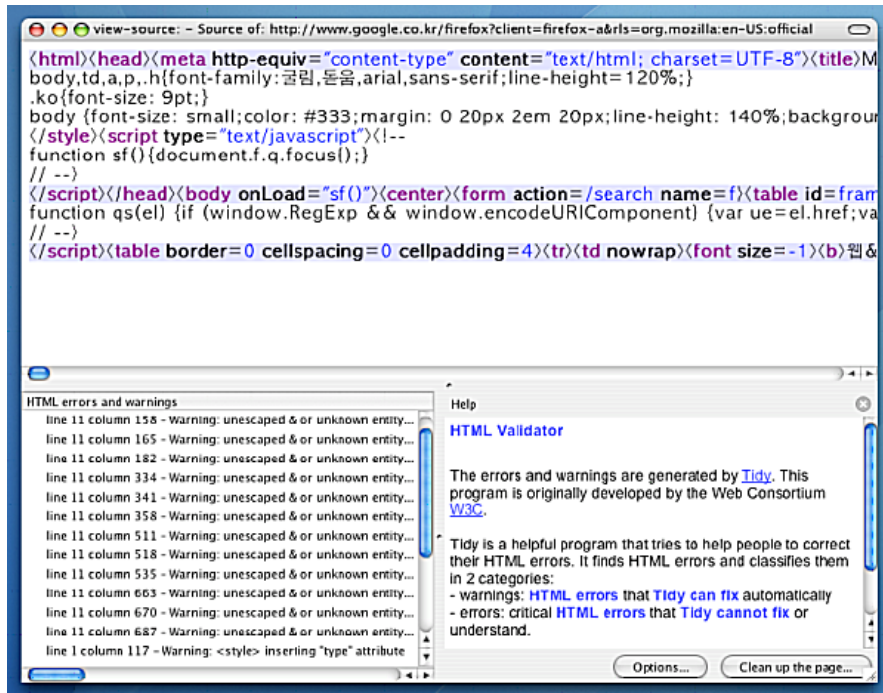 view-source: - Source of: http://www.google.co.kr/firefox?client=firefox-a&rls=org.mozilla:en-US:official
<html><head><meta http-equiv="content-type" content="text/html; charset=UTF-8"><title>M
body,td,a,p,.h{font-family:굴림,돋움,arial,sans-serif;line-height=120%;}
.ko{font-size: 9pt;}
body {font-size: small;color: #333;margin: 0 20px 2em 20px;line-height: 140%;backgroun
</style><script type="text/javascript"><!--
function sf(){document.f.q.focus();}
// -->
</script></head><body onLoad="sf()"><center><form action=/search name=f><table id=fram
function qs(el) {if (window.RegExp && window.encodeURIComponent) {var ue=el.href;va
// -->
</script><table border=0 cellspacing=0 cellpadding=4><tr><td nowrap><font size=-1><b>웹&
HTML errors and warnings
line 11 column 158 - Warning: unescaped & or unknown entity...
line 11 column 165 - Warning: unescaped & or unknown entity...
line 11 column 182 - Warning: unescaped & or unknown entity...
line 11 column 334 - Warning: unescaped & or unknown entity...
line 11 column 341 - Warning: unescaped & or unknown entity...
line 11 column 358 - Warning: unescaped & or unknown entity...
line 11 column 511 - Warning: unescaped & or unknown entity...
line 11 column 518 - Warning: unescaped & or unknown entity...
line 11 column 535 - Warning: unescaped & or unknown entity...
line 11 column 663 - Warning: unescaped & or unknown entity...
line 11 column 670 - Warning: unescaped & or unknown entity...
line 11 column 687 - Warning: unescaped & or unknown entity...
line 1 column 117 - Warning: <style> inserting "type" attribute
Help
HTML Validator
The errors and warnings are generated by Tidy. This
program is originally developed by the Web Consortium
W3C.
Tidy is a helpful program that tries to help people to correct
their HTML errors. It finds HTML errors and classifies them
in 2 categories:
- warnings: HTML errors that Tidy can fix automatically
- errors: critical HTML errors that Tidy cannot fix or
understand.
Options...
Clean up the page...